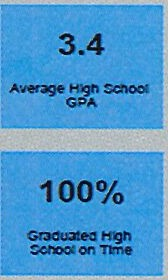 3.4
Average High School
GPA
100%
Graduated High
School on Time